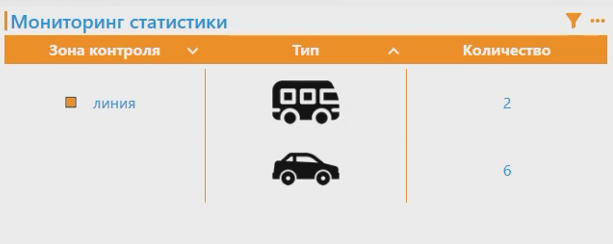 Мониторинг статистики
Зона контроля Тип Количество
линия 2
6